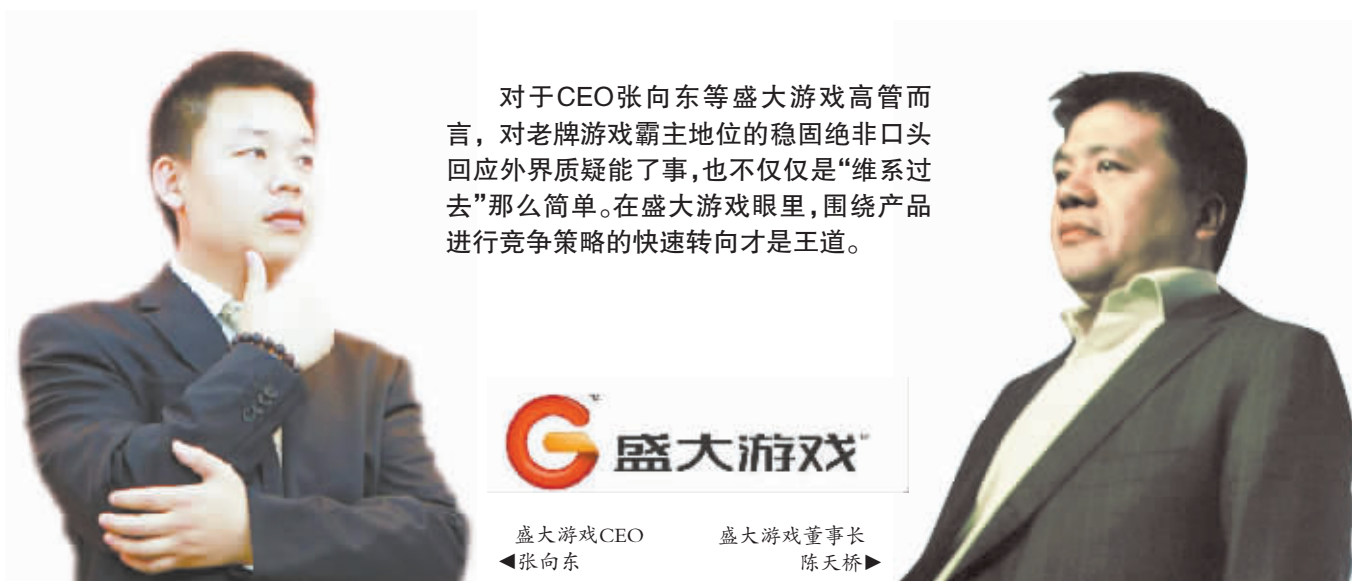 对于CEO张向东等盛大游戏高管而
言，对老牌游戏霸主地位的稳固绝非口头
回应外界质疑能了事，也不仅仅是“维系过
去”那么简单。在盛大游戏眼里，围绕产品
进行竞争策略的快速转向才是王道。
盛大游戏
盛大游戏CEO
◀张向东
盛大游戏董事长
陈天桥▶